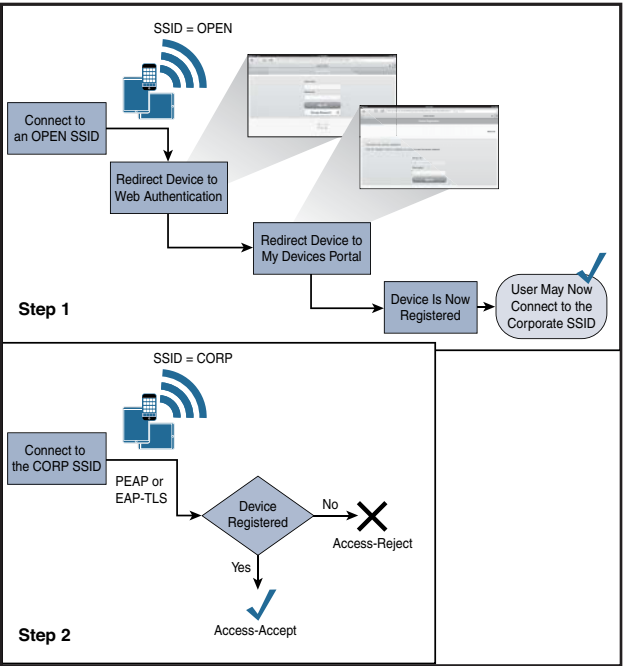 SSID = OPEN
Connect to
an OPEN SSID
Redirect Device to
Web Authentication
Redirect Device to
My Devices Portal
Device Is Now
Registered
User May Now
Connect to the
Corporate SSID
Step 1
SSID = CORP
Connect to
the CORP SSID
PEAP or
EAP-TLS
Device
Registered
No
Access-Reject
Yes
Access-Accept
Step 2